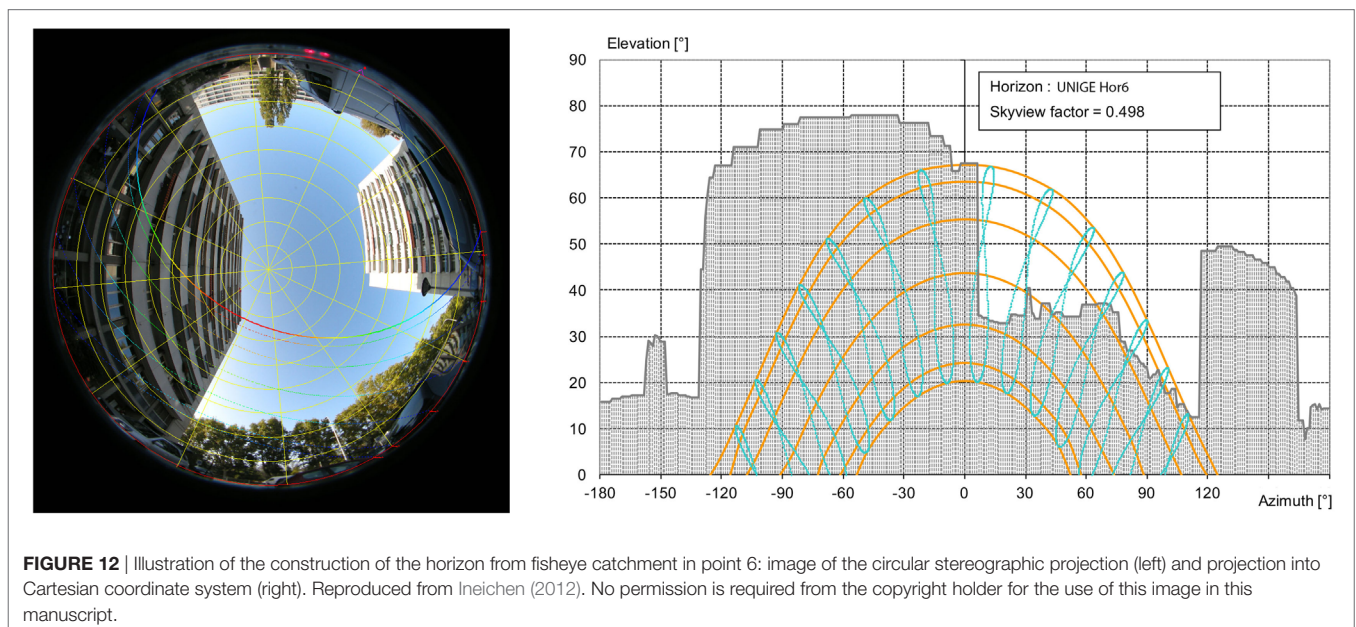 Elevation [°]
90
80
70
60
50
40
30
20
10
0
Horizon : UNIGE Hor6
Skyview factor = 0.498
-180 -150 -120 -90 -60 -30 0 30 60 90 120
Azimuth [°]
FIGURE 12 | Illustration of the construction of the horizon from fisheye catchment in point 6: image of the circular stereographic projection (left) and projection into
Cartesian coordinate system (right). Reproduced from Ineichen (2012). No permission is required from the copyright holder for the use of this image in this
manuscript.